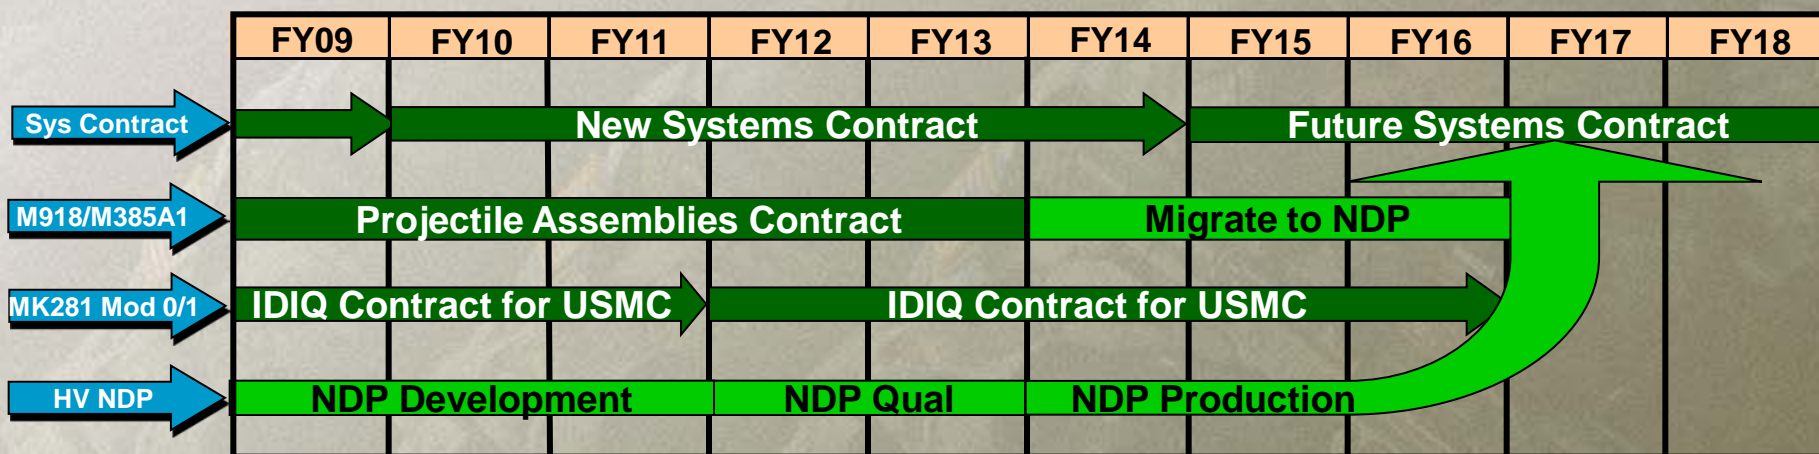 FY09 FY10 FY11 FY12 FY13 FY14 FY15 FY16 FY17 FY18
Sys Contract New Systems Contract Future Systems Contract
M918/M385A1 Projectile Assemblies Contract Migrate to NDP
MK281 Mod 0/1 IDIQ Contract for USMC IDIQ Contract for USMC
HV NDP NDP Development NDP Qual NDP Production